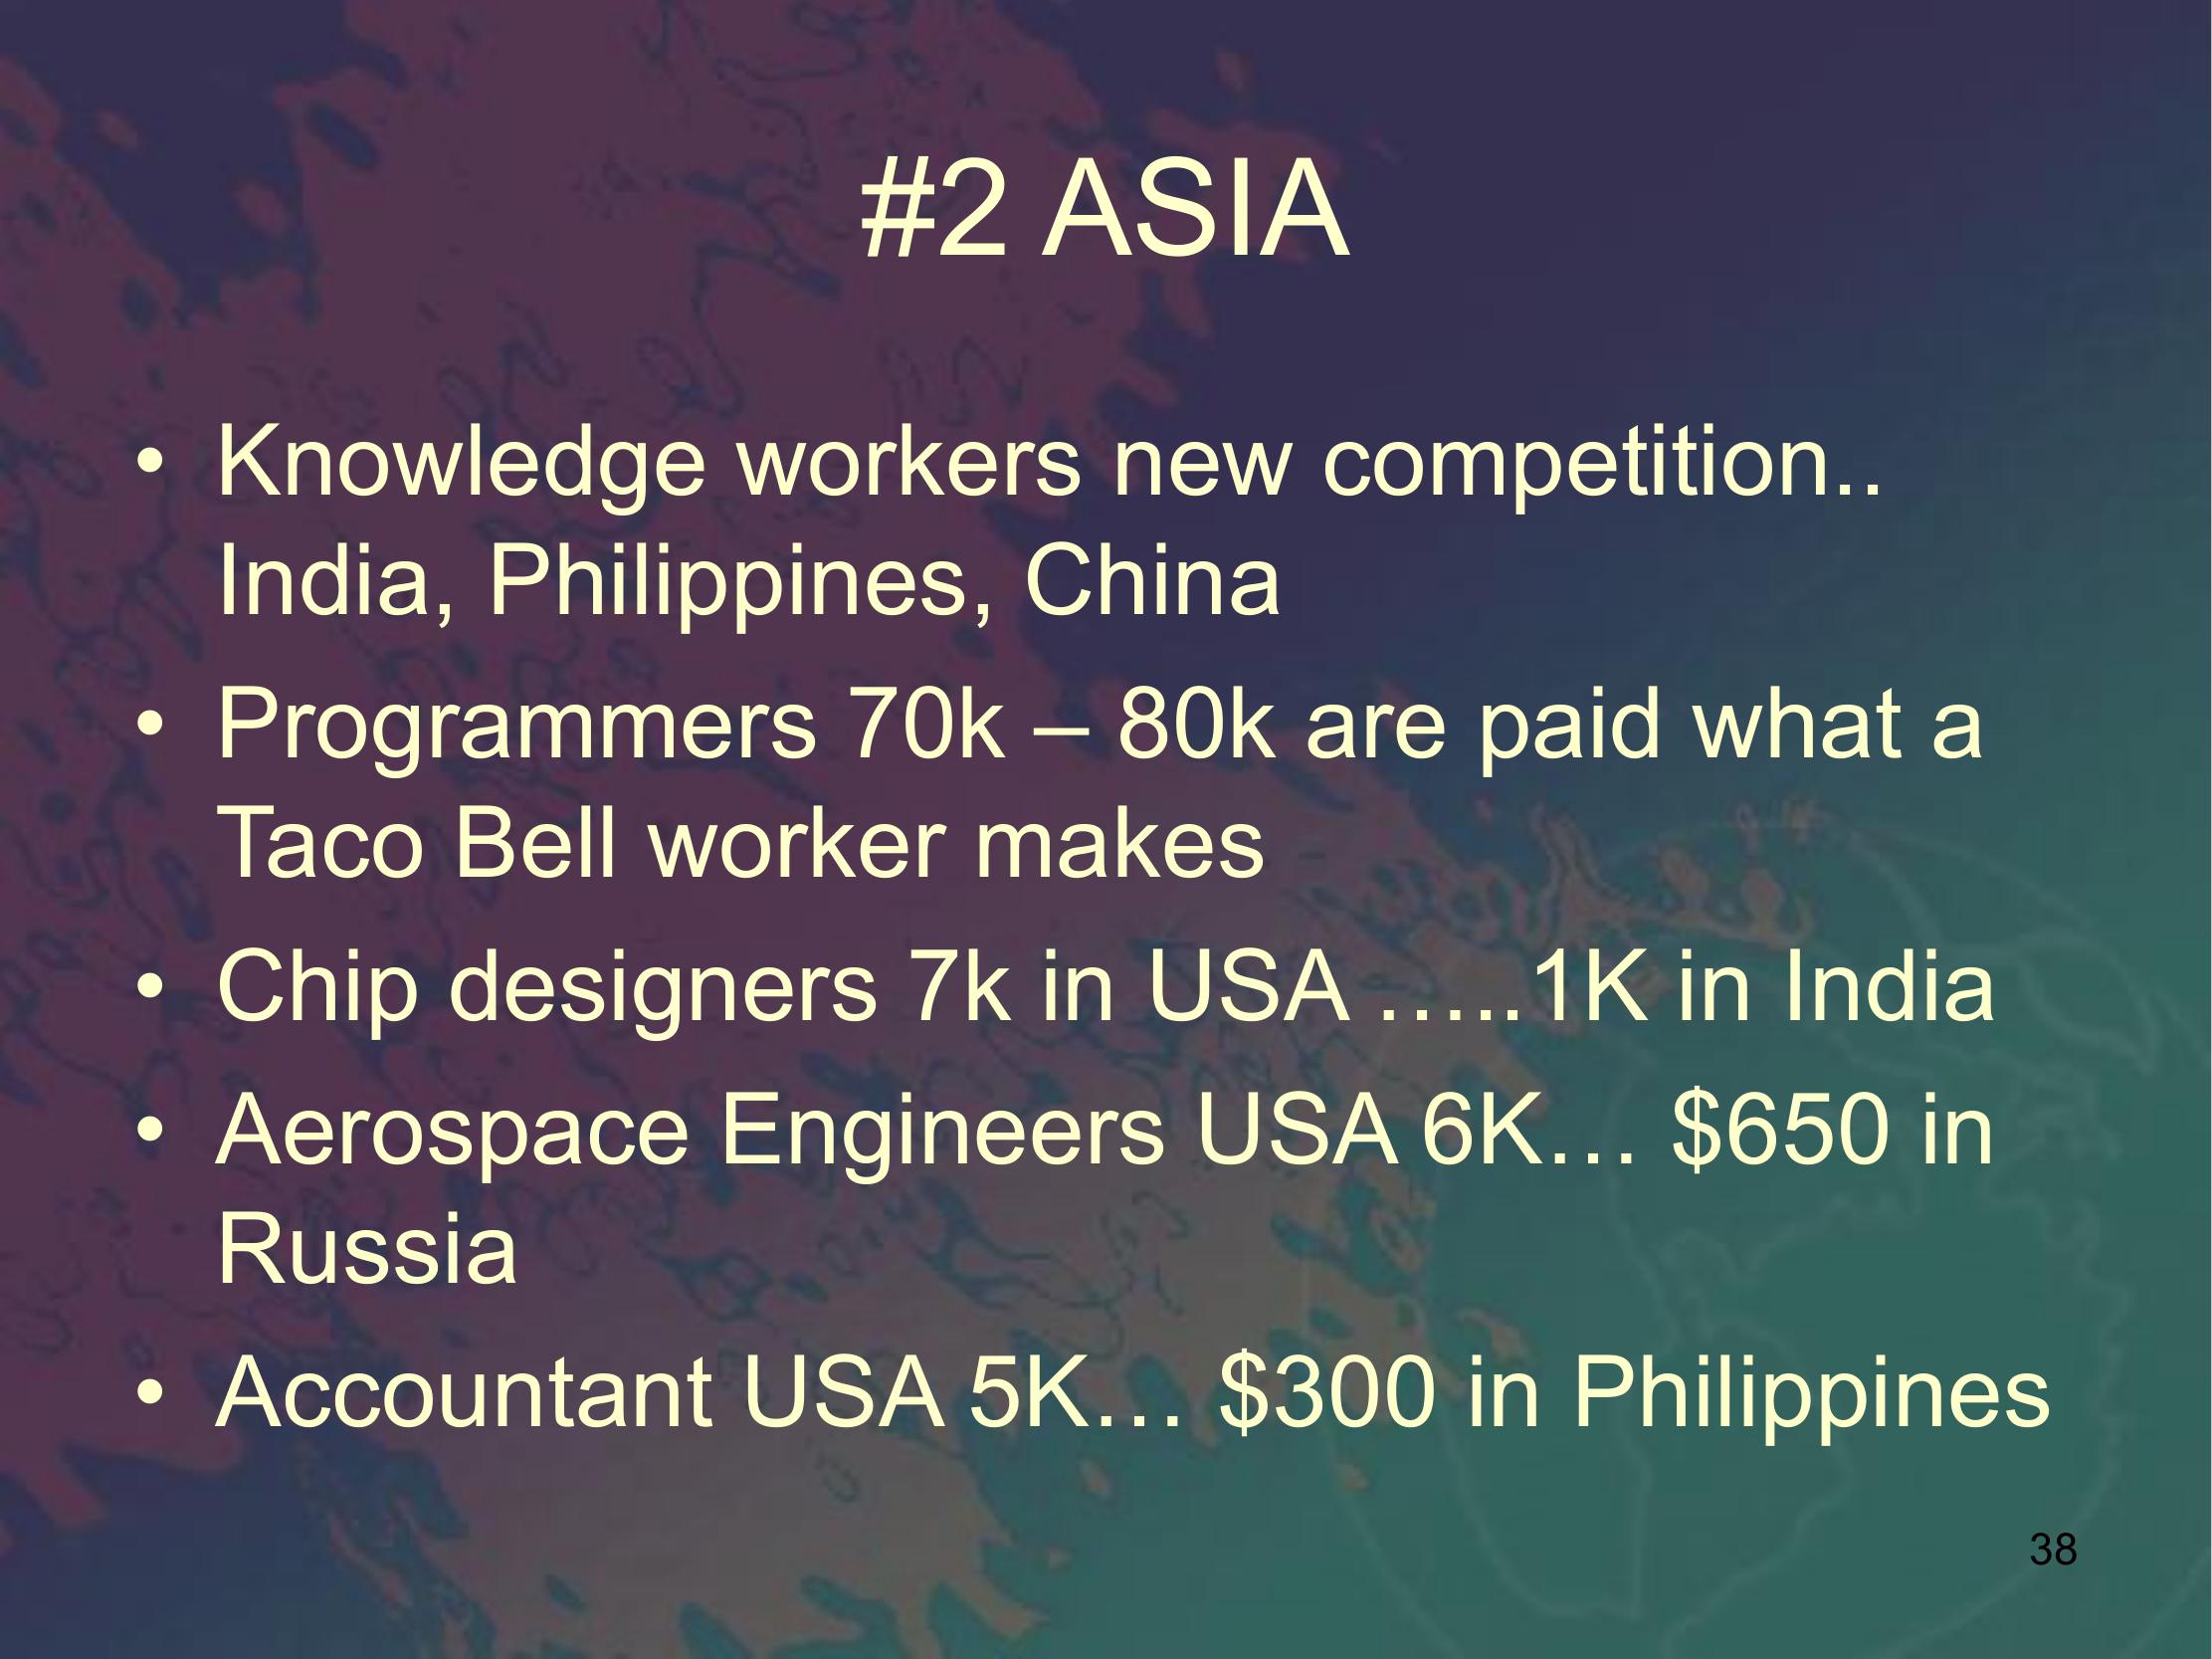 #2 ASIA
• Knowledge workers new competition..
India, Philippines, China
• Programmers 70k – 80k are paid what a
Taco Bell worker makes
• Chip designers 7k in USA …..1K in India
• Aerospace Engineers USA 6K… $650 in
Russia
• Accountant USA 5K… $300 in Philippines
38